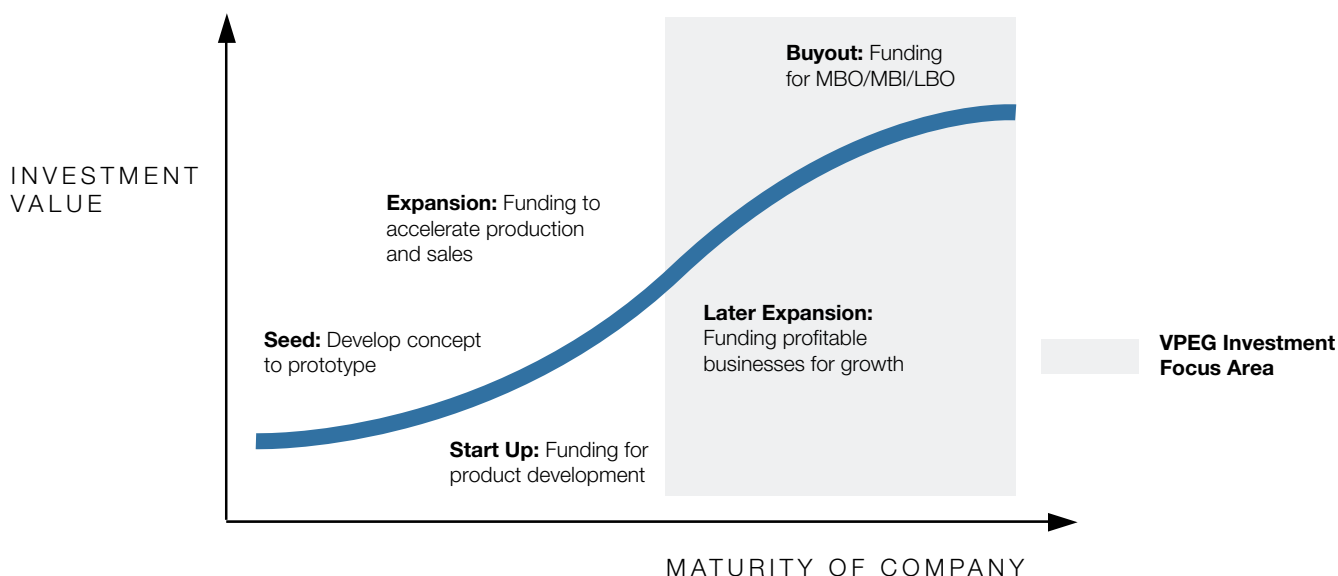 Buyout: Funding
for MBO/MBI/LBO
INVESTMENT
VALUE
Expansion: Funding to
accelerate production
and sales
Later Expansion:
Funding profitable
businesses for growth
Seed: Develop concept
to prototype
VPEG Investment
Focus Area
Start Up: Funding for
product development
MATURITY OF COMPANY